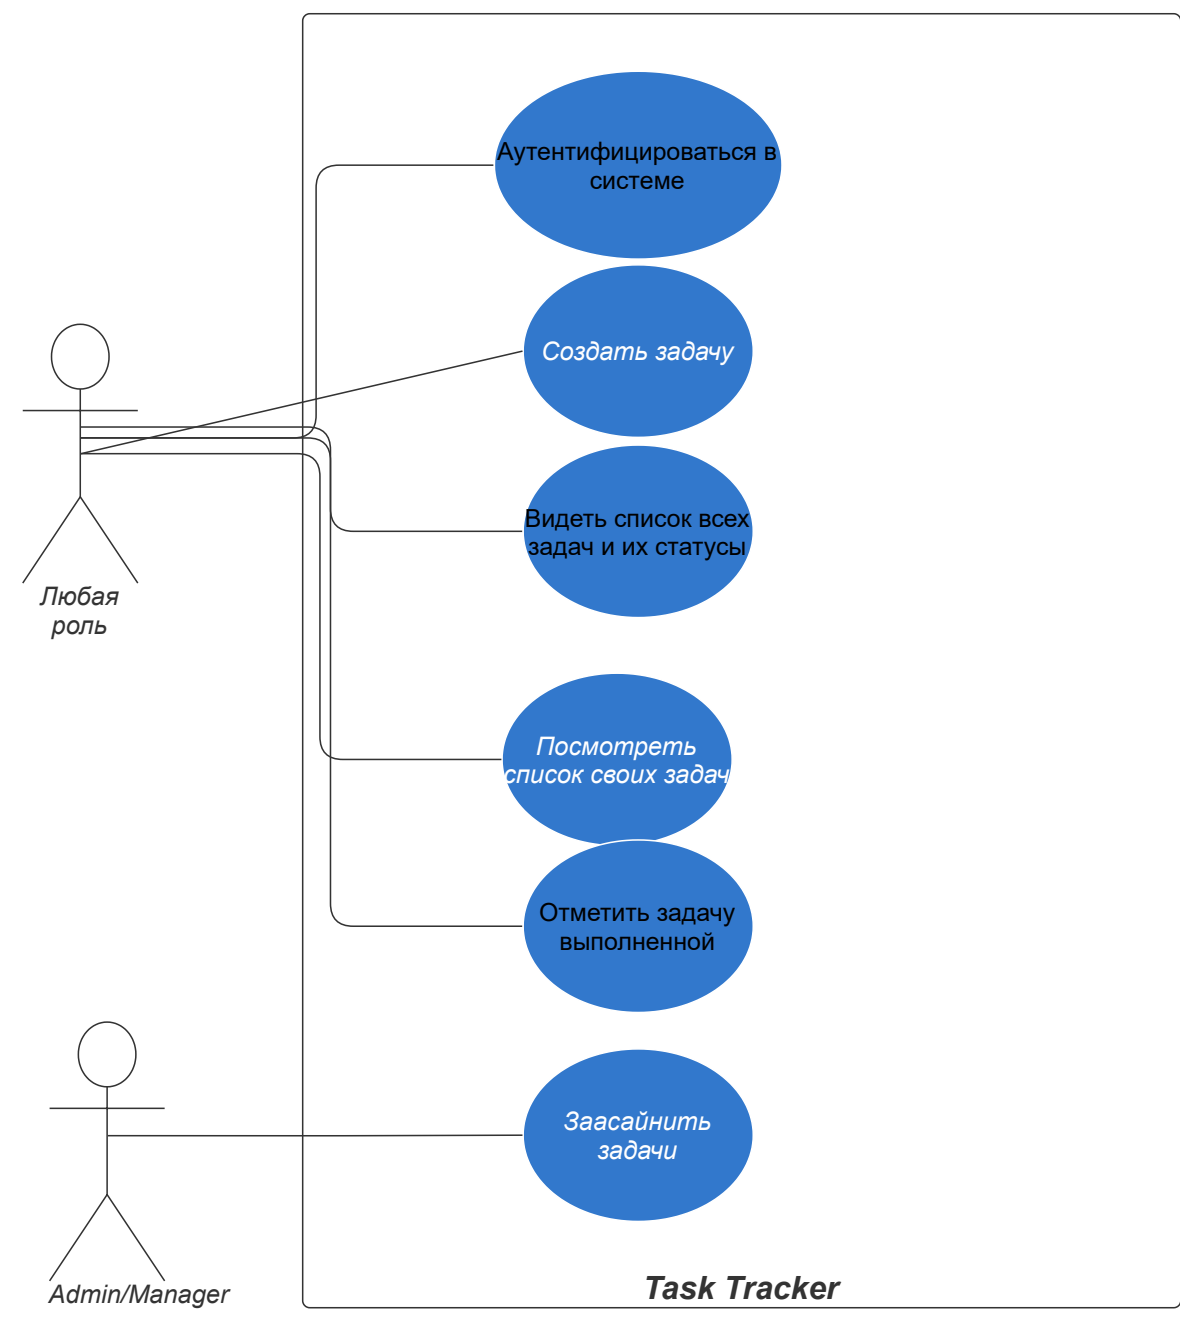 Аутентифицироваться в
системе
Создать задачу
Видеть список всех
задач и их статусы
Любая
роль
Посмотреть
список своих задач
Отметить задачу
выполненной
Заасайнить
задачи
Admin/Manager
Task Tracker